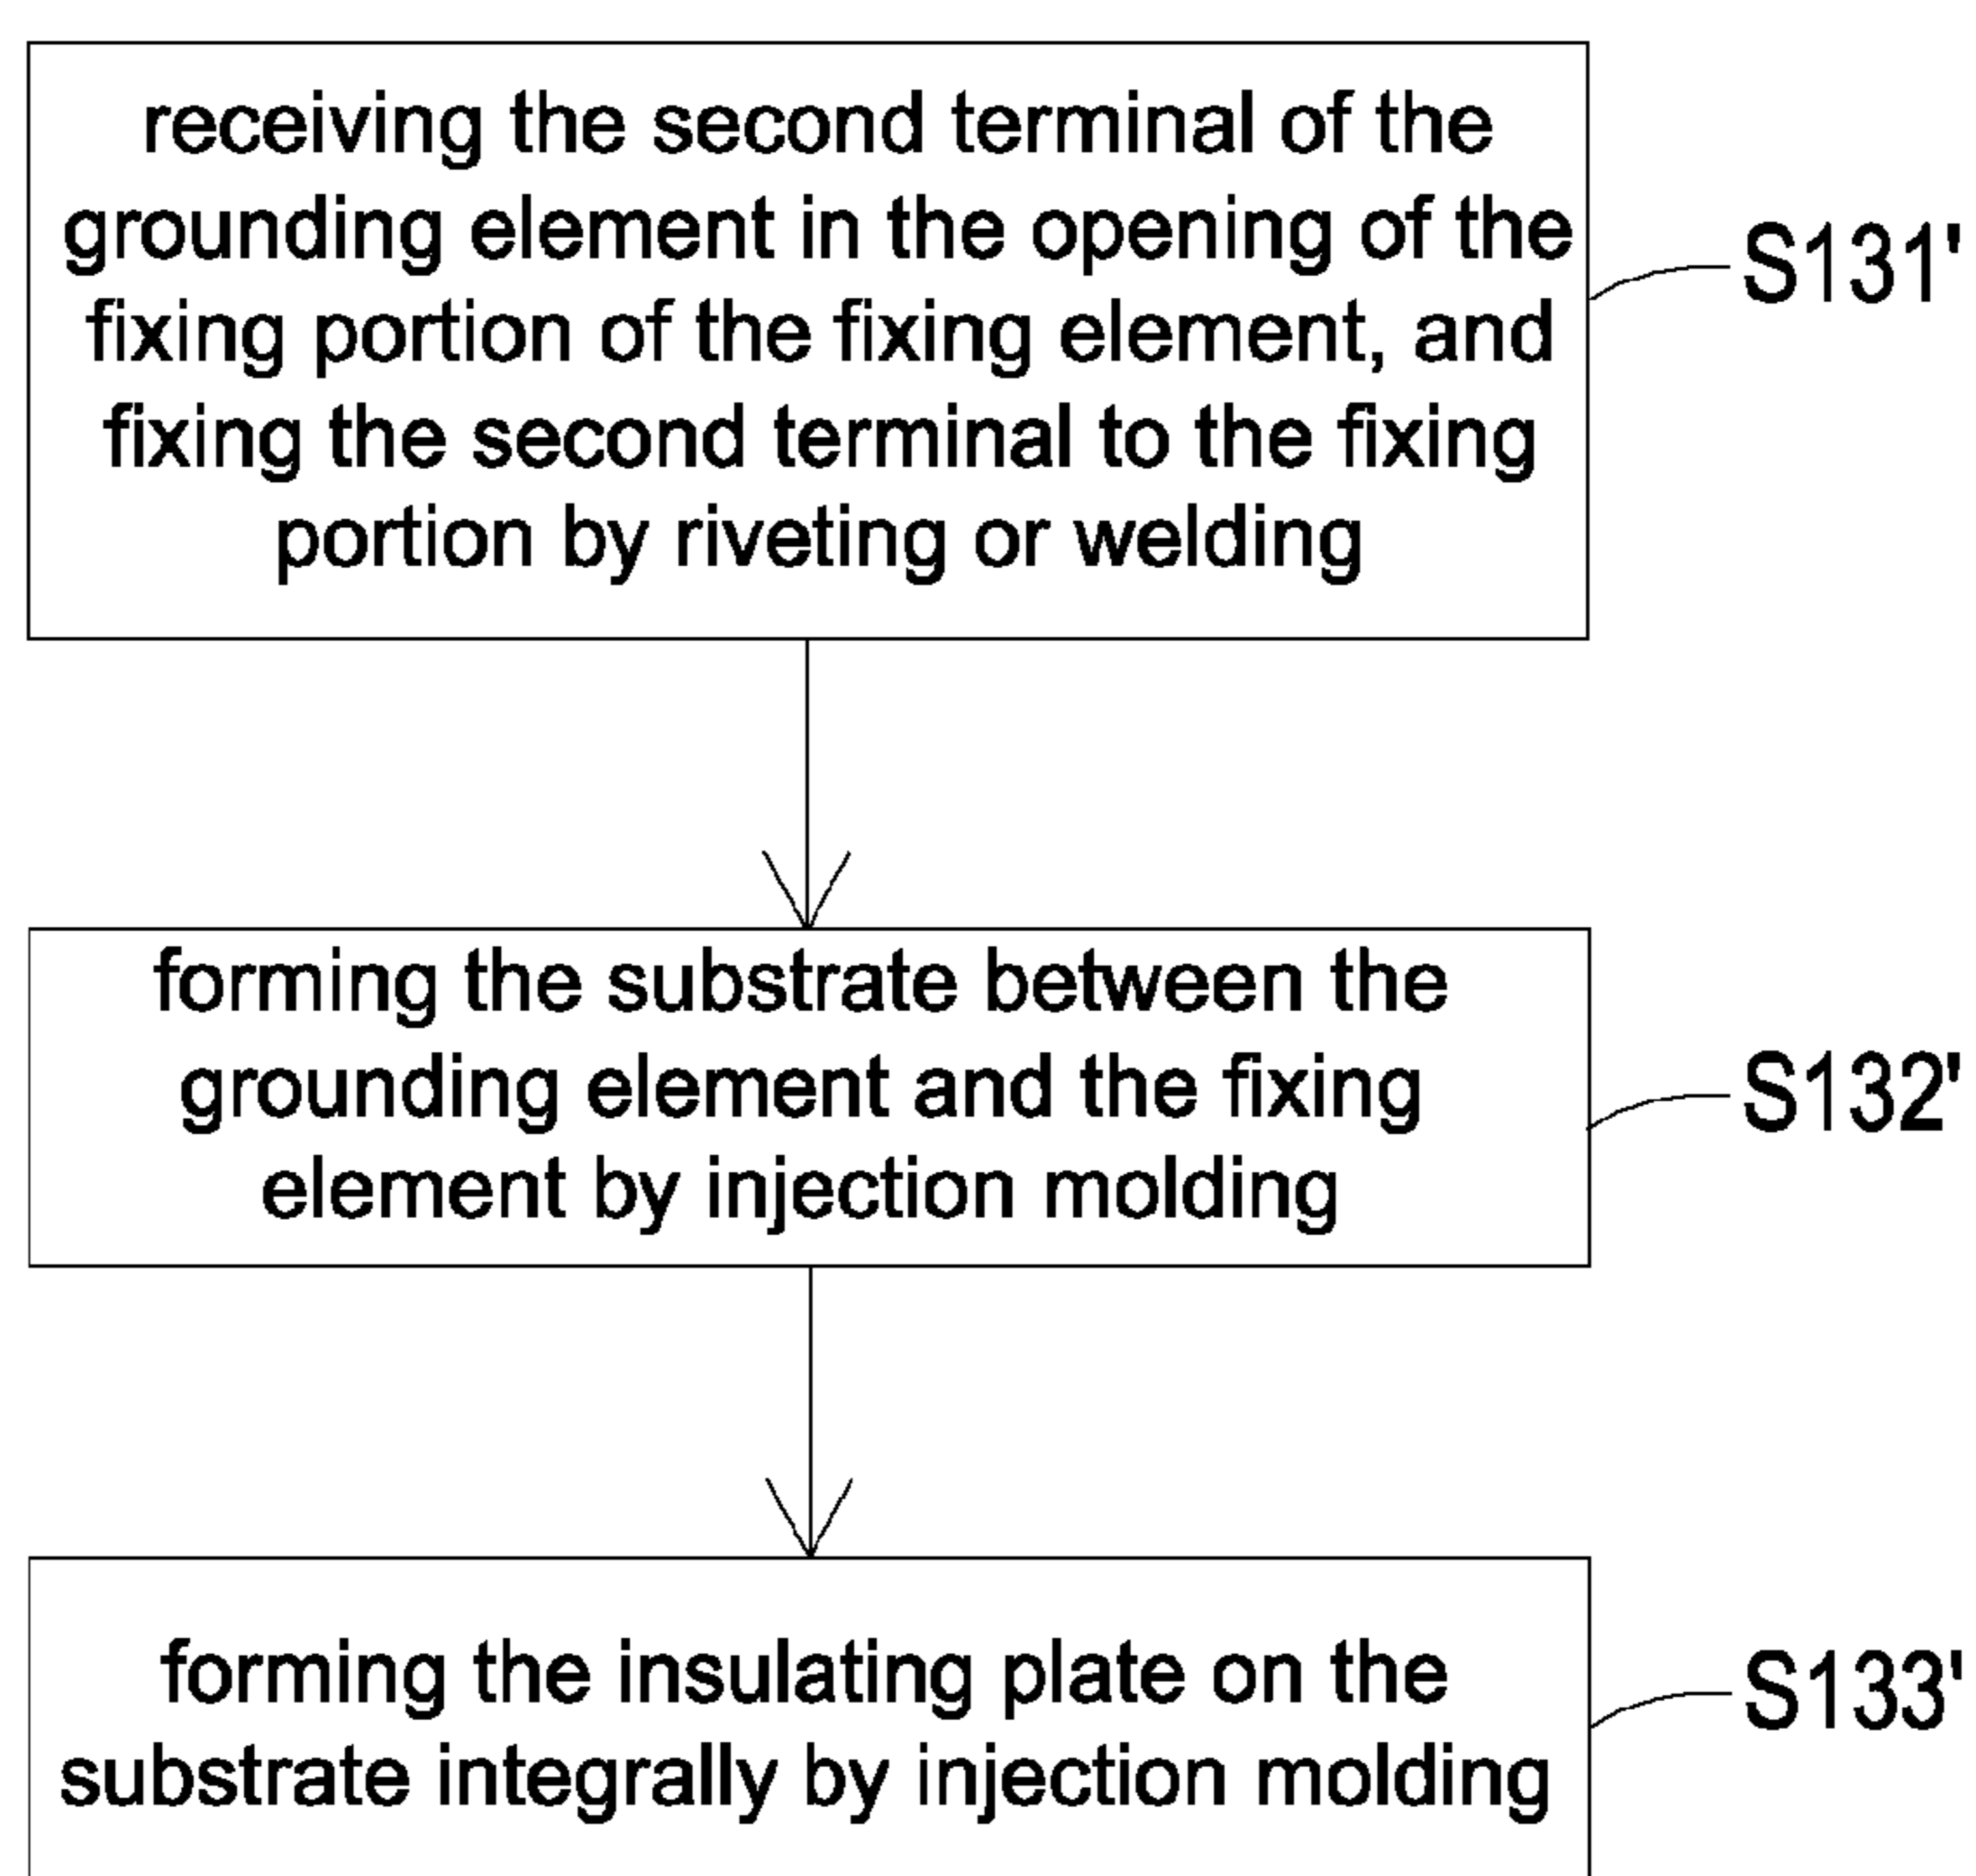 receiving the second terminal of the
grounding element in the opening of the
fixing portion of the fixing element, and
fixing the second terminal to the fixing
portion by riveting or welding
S131'
forming the substrate between the
grounding element and the fixing
element by injection molding
S132'
forming the insulating plate on the
substrate integrally by injection molding
S133'